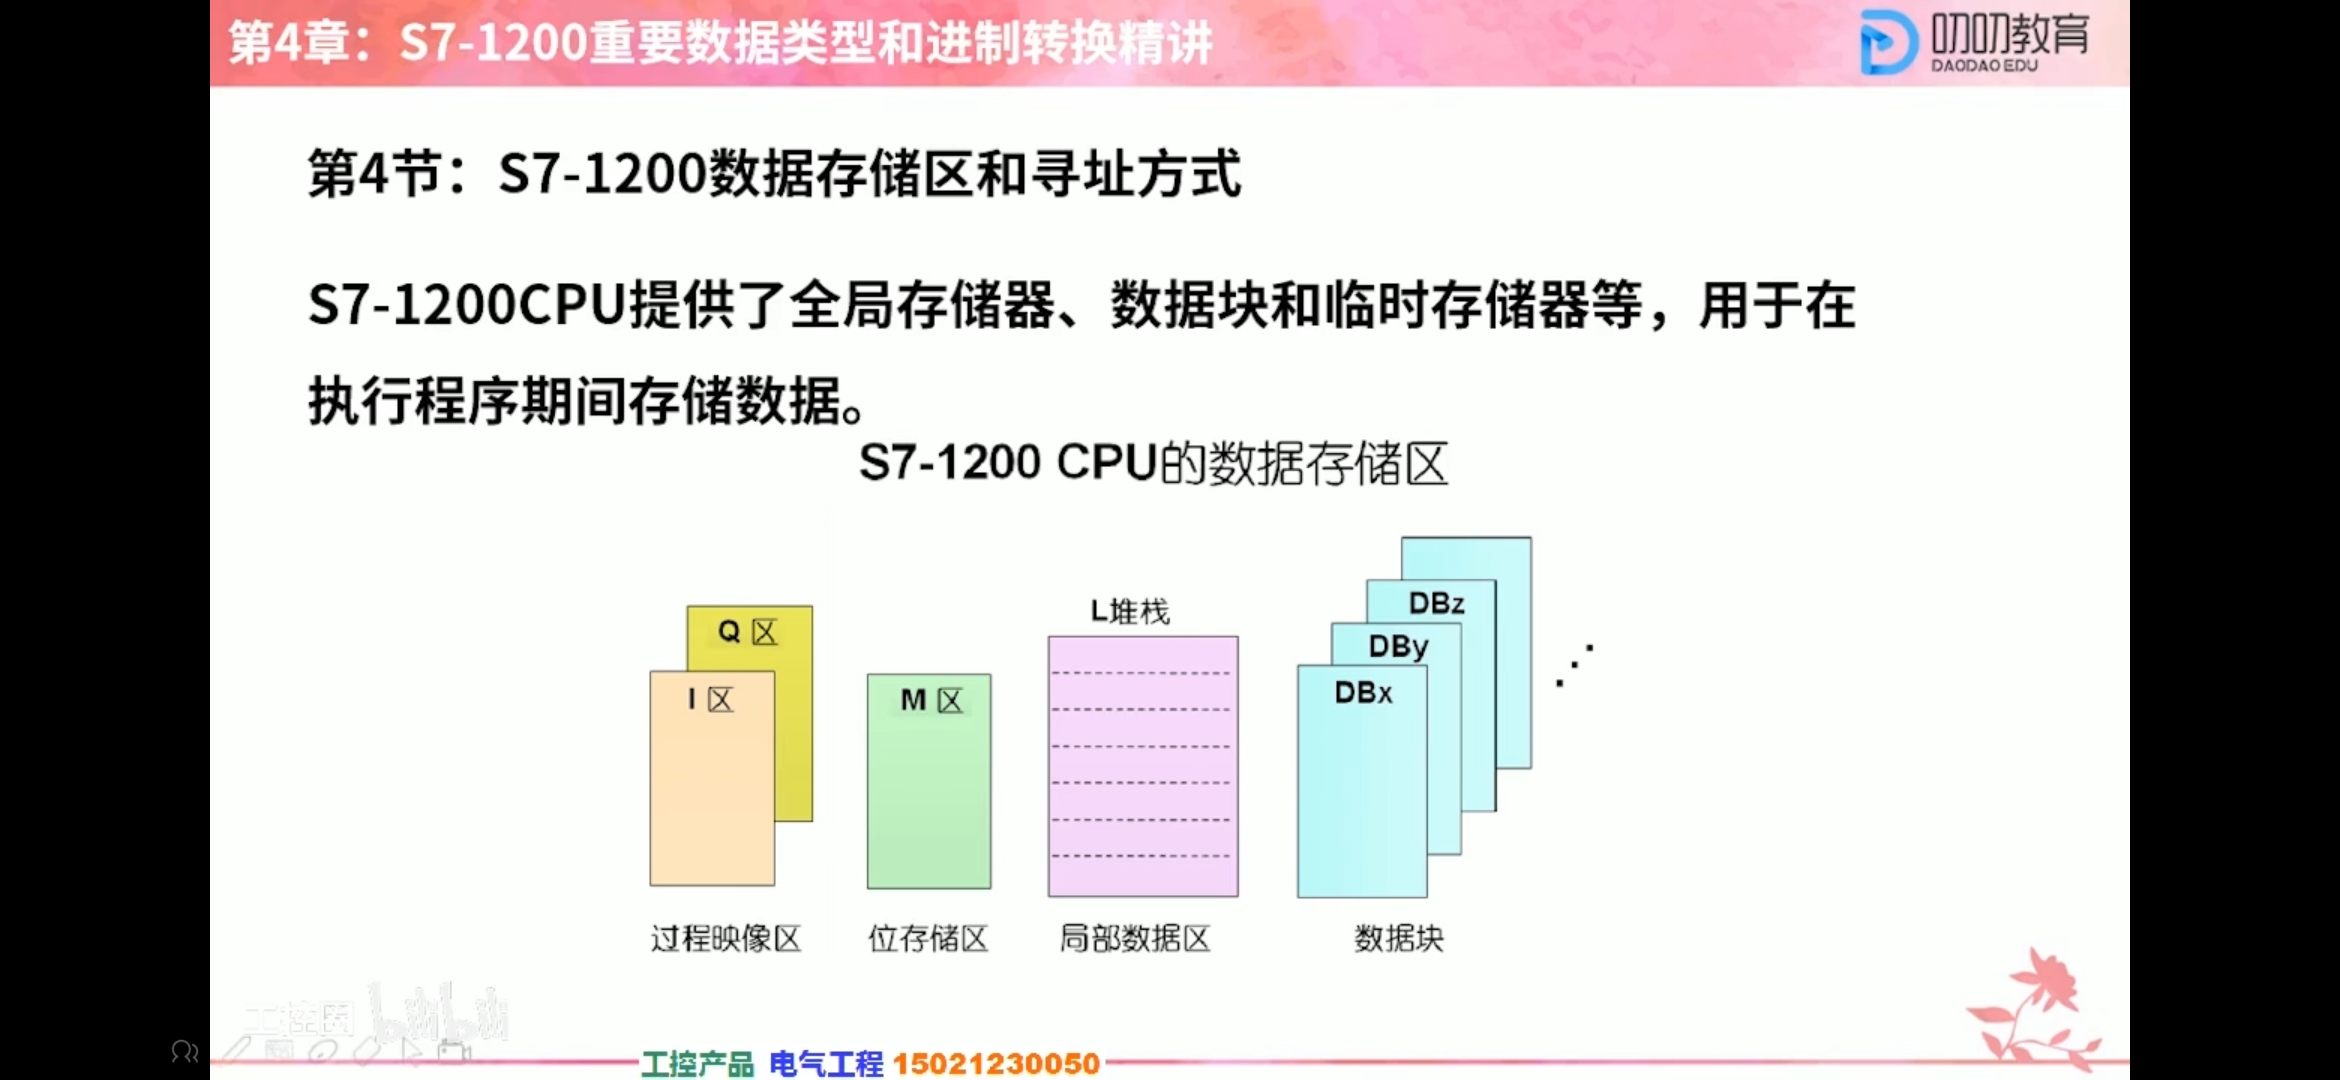 第4章：S7-1200重要数据类型和进制转换精讲
叨叨教育
DAODAO EDU
第4节：S7-1200数据存储区和寻址方式
S7-1200CPU提供了全局存储器、数据块和临时存储器等，用于在
执行程序期间存储数据。
S7-1200 CPU的数据存储区
Q 区
I 区
M 区
L堆栈
DBz
DBy
DBx
过程映像区
位存储区
局部数据区
数据块
工控圈
bilibili
工控产品 电气工程 15021230050